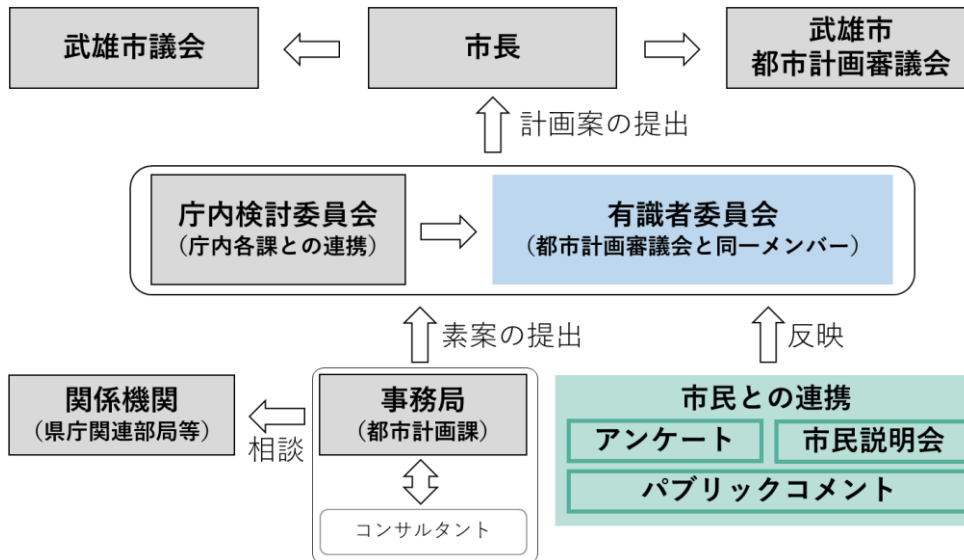 武雄市議会
市長
武雄市
都市計画審議会
計画案の提出
庁内検討委員会
（庁内各課との連携）
有識者委員会
（都市計画審議会と同一メンバー）
素案の提出
反映
関係機関
（県庁関連部局等）
相談
事務局
（都市計画課）
コンサルタント
市民との連携
アンケート
市民説明会
パブリックコメント